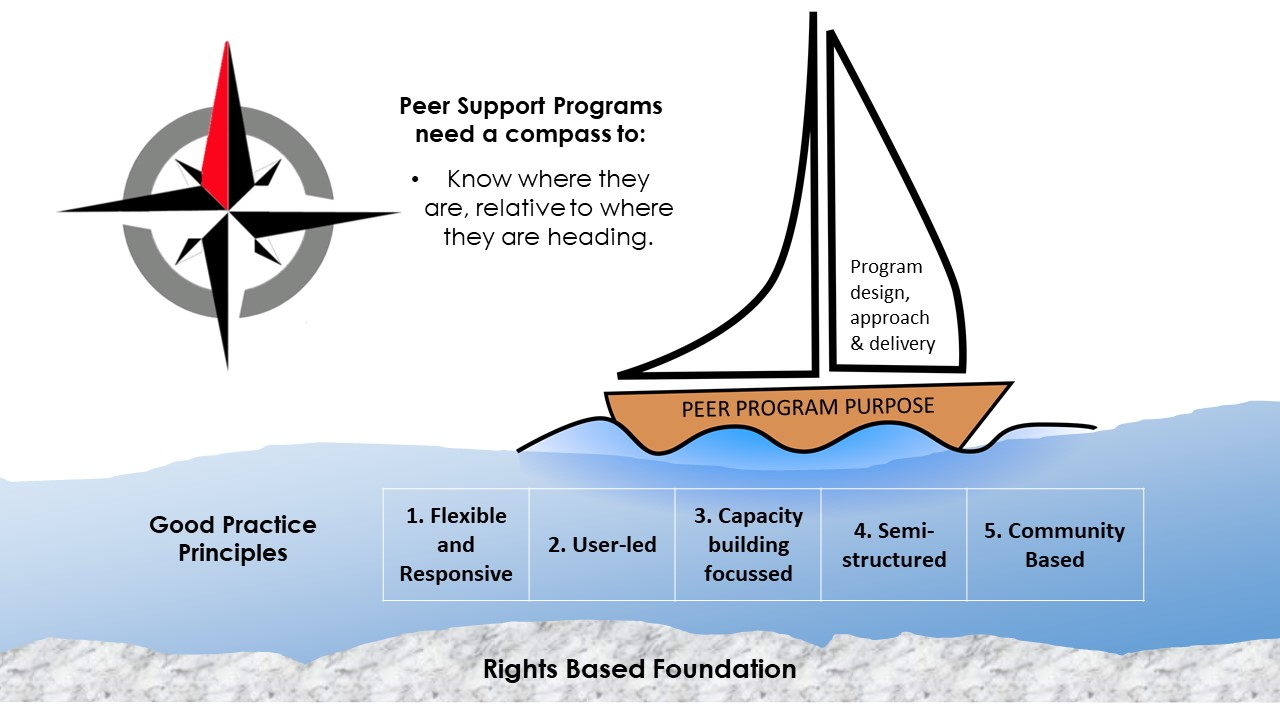 Peer Support Programs
need a compass to:
• Know where they
are, relative to where
they are heading.
Program
design,
approach
& delivery
PEER PROGRAM PURPOSE
Good Practice
Principles
1. Flexible
and
Responsive
2. User-led
3. Capacity
building
focussed
4. Semi-
structured
5. Community
Based
Rights Based Foundation